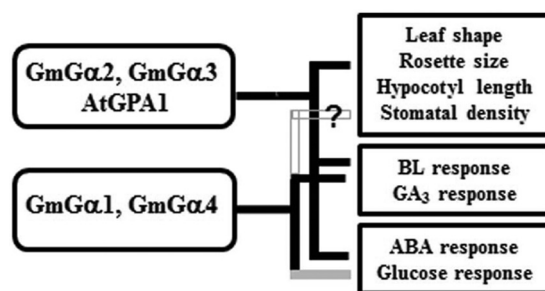 GmGα2, GmGα3
AtGPA1
GmGα1, GmGα4
?
Leaf shape
Rosette size
Hypocotyl length
Stomatal density
BL response
GA₃ response
ABA response
Glucose response